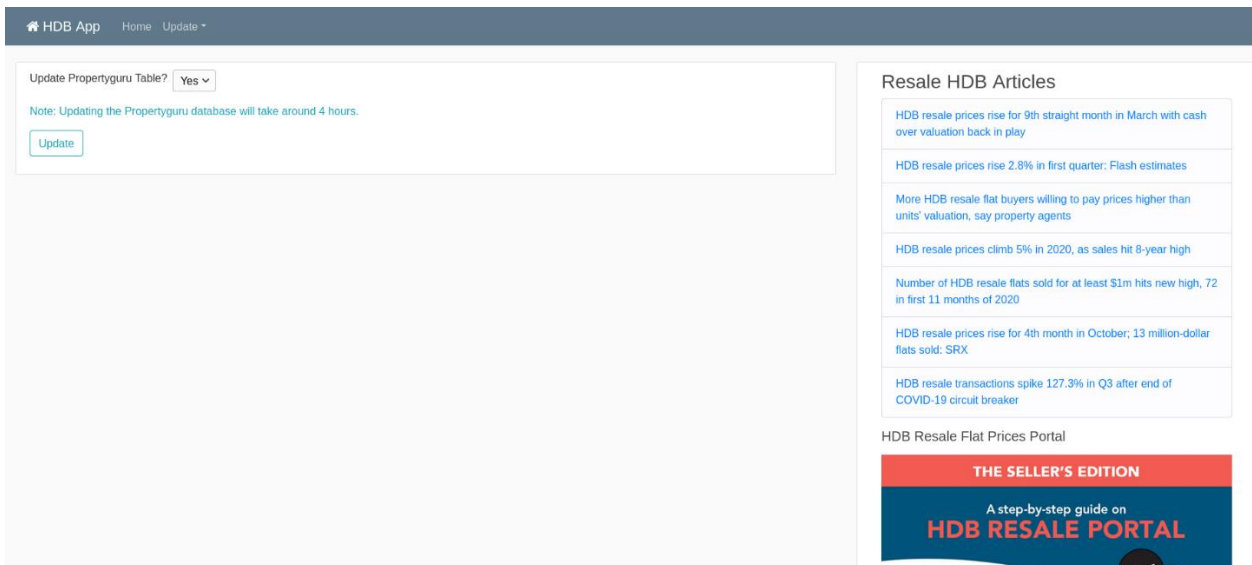 HDB App Home Update
Update Propertyguru Table? Yes
Note: Updating the Propertyguru database will take around 4 hours.
Update
Resale HDB Articles
HDB resale prices rise for 9th straight month in March with cash
over valuation back in play
HDB resale prices rise 2.8% in first quarter: Flash estimates
More HDB resale flat buyers willing to pay prices higher than
units' valuation, say property agents
HDB resale prices climb 5% in 2020, as sales hit 8-year high
Number of HDB resale flats sold for at least $1m hits new high, 72
in first 11 months of 2020
HDB resale prices rise for 4th month in October; 13 million-dollar
flats sold: SRX
HDB resale transactions spike 127.3% in Q3 after end of
COVID-19 circuit breaker
HDB Resale Flat Prices Portal
THE SELLER'S EDITION
A step-by-step guide on
HDB RESALE PORTAL